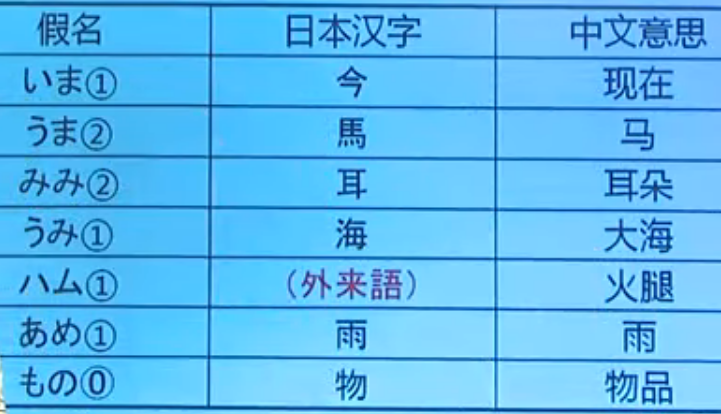 假名 日本汉字 中文意思
いま① 今 现在
うま② 馬 马
みみ② 耳 耳朵
うみ① 海 大海
ハム① （外来語） 火腿
あめ① 雨 雨
もの⓪ 物 物品